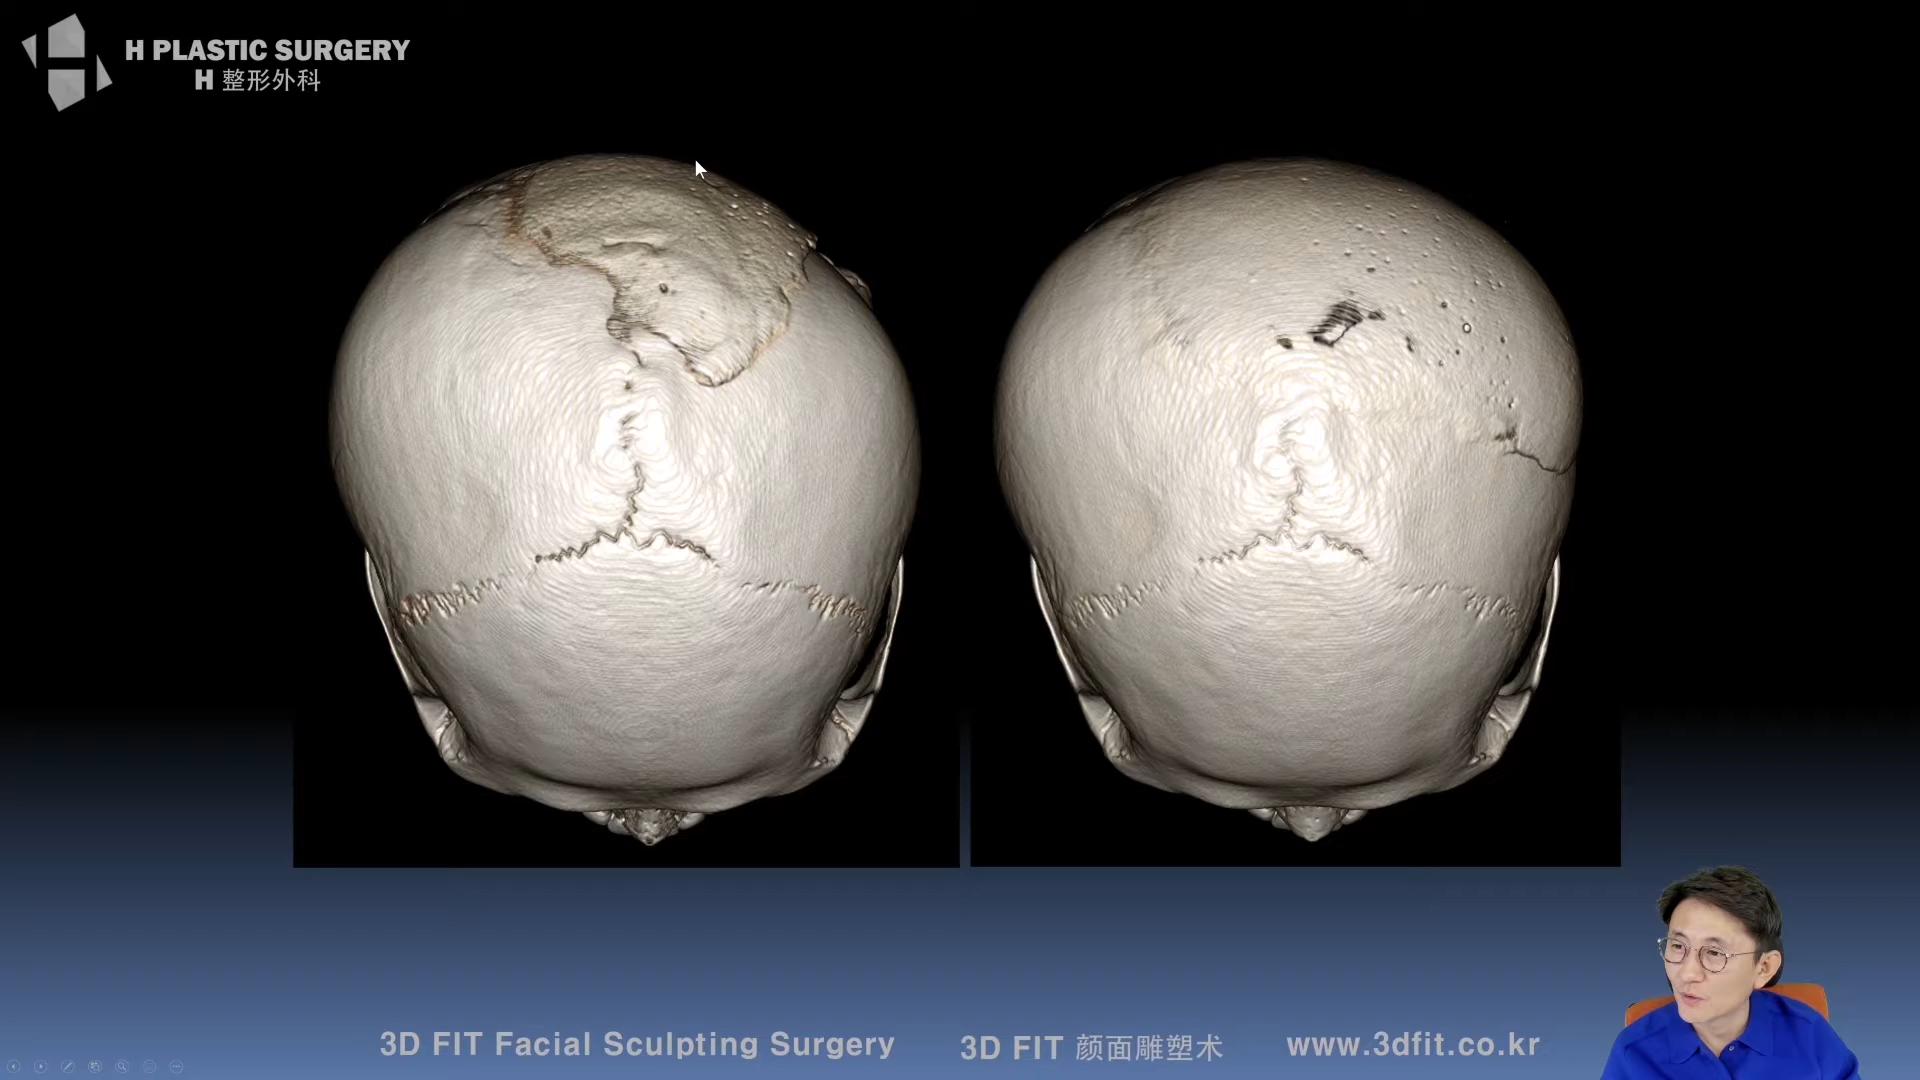 H PLASTIC SURGERY
H 整形外科
3D FIT Facial Sculpting Surgery 3D FIT 颜面雕塑术 www.3dfit.co.kr